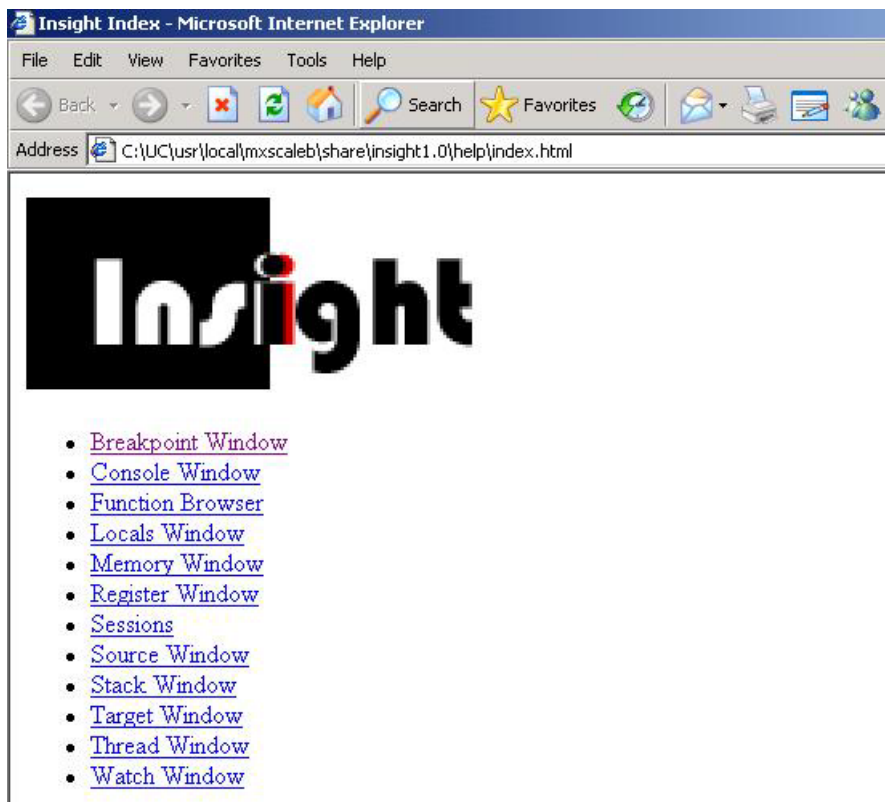 Insight Index - Microsoft Internet Explorer
File Edit View Favorites Tools Help
Back Search Favorites
Address C:\UC\usr\local\mxscaleb\share\insight1.0\help\index.html
Insight
Breakpoint Window
Console Window
Function Browser
Locals Window
Memory Window
Register Window
Sessions
Source Window
Stack Window
Target Window
Thread Window
Watch Window